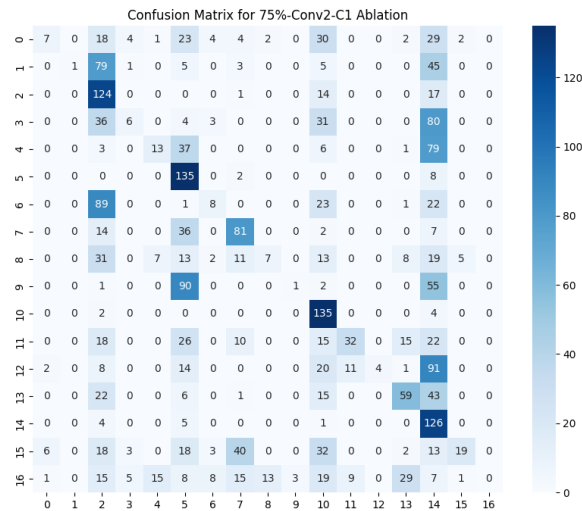 Confusion Matrix for 75%-Conv2-C1 Ablation
0 7 0 18 4 1 23 4 4 2 0 30 0 0 2 29 2 0
1 0 1 79 1 0 5 0 3 0 0 5 0 0 0 45 0 0
2 0 0 124 0 0 0 0 1 0 0 14 0 0 0 17 0 0
3 0 0 36 6 0 4 3 0 0 0 31 0 0 0 80 0 0
4 0 0 3 0 13 37 0 0 0 0 6 0 0 1 79 0 0
5 0 0 0 0 0 135 0 2 0 0 0 0 0 0 8 0 0
6 0 0 89 0 0 1 8 0 0 0 23 0 0 1 22 0 0
7 0 0 14 0 0 36 0 81 0 0 2 0 0 0 7 0 0
8 0 0 31 0 7 13 2 11 7 0 13 0 0 8 19 5 0
9 0 0 1 0 0 90 0 0 0 1 2 0 0 0 55 0 0
10 0 0 2 0 0 0 0 0 0 0 135 0 0 0 4 0 0
11 0 0 18 0 0 26 0 10 0 0 15 32 0 15 22 0 0
12 2 0 8 0 0 14 0 0 0 0 20 11 4 1 91 0 0
13 0 0 22 0 0 6 0 1 0 0 15 0 0 59 43 0 0
14 0 0 4 0 0 5 0 0 0 0 1 0 0 0 126 0 0
15 6 0 18 3 0 18 3 40 0 0 32 0 0 2 13 19 0
16 1 0 15 5 15 8 8 15 13 3 19 9 0 29 7 1 0
0 1 2 3 4 5 6 7 8 9 10 11 12 13 14 15 16
120
100
80
60
40
20
0